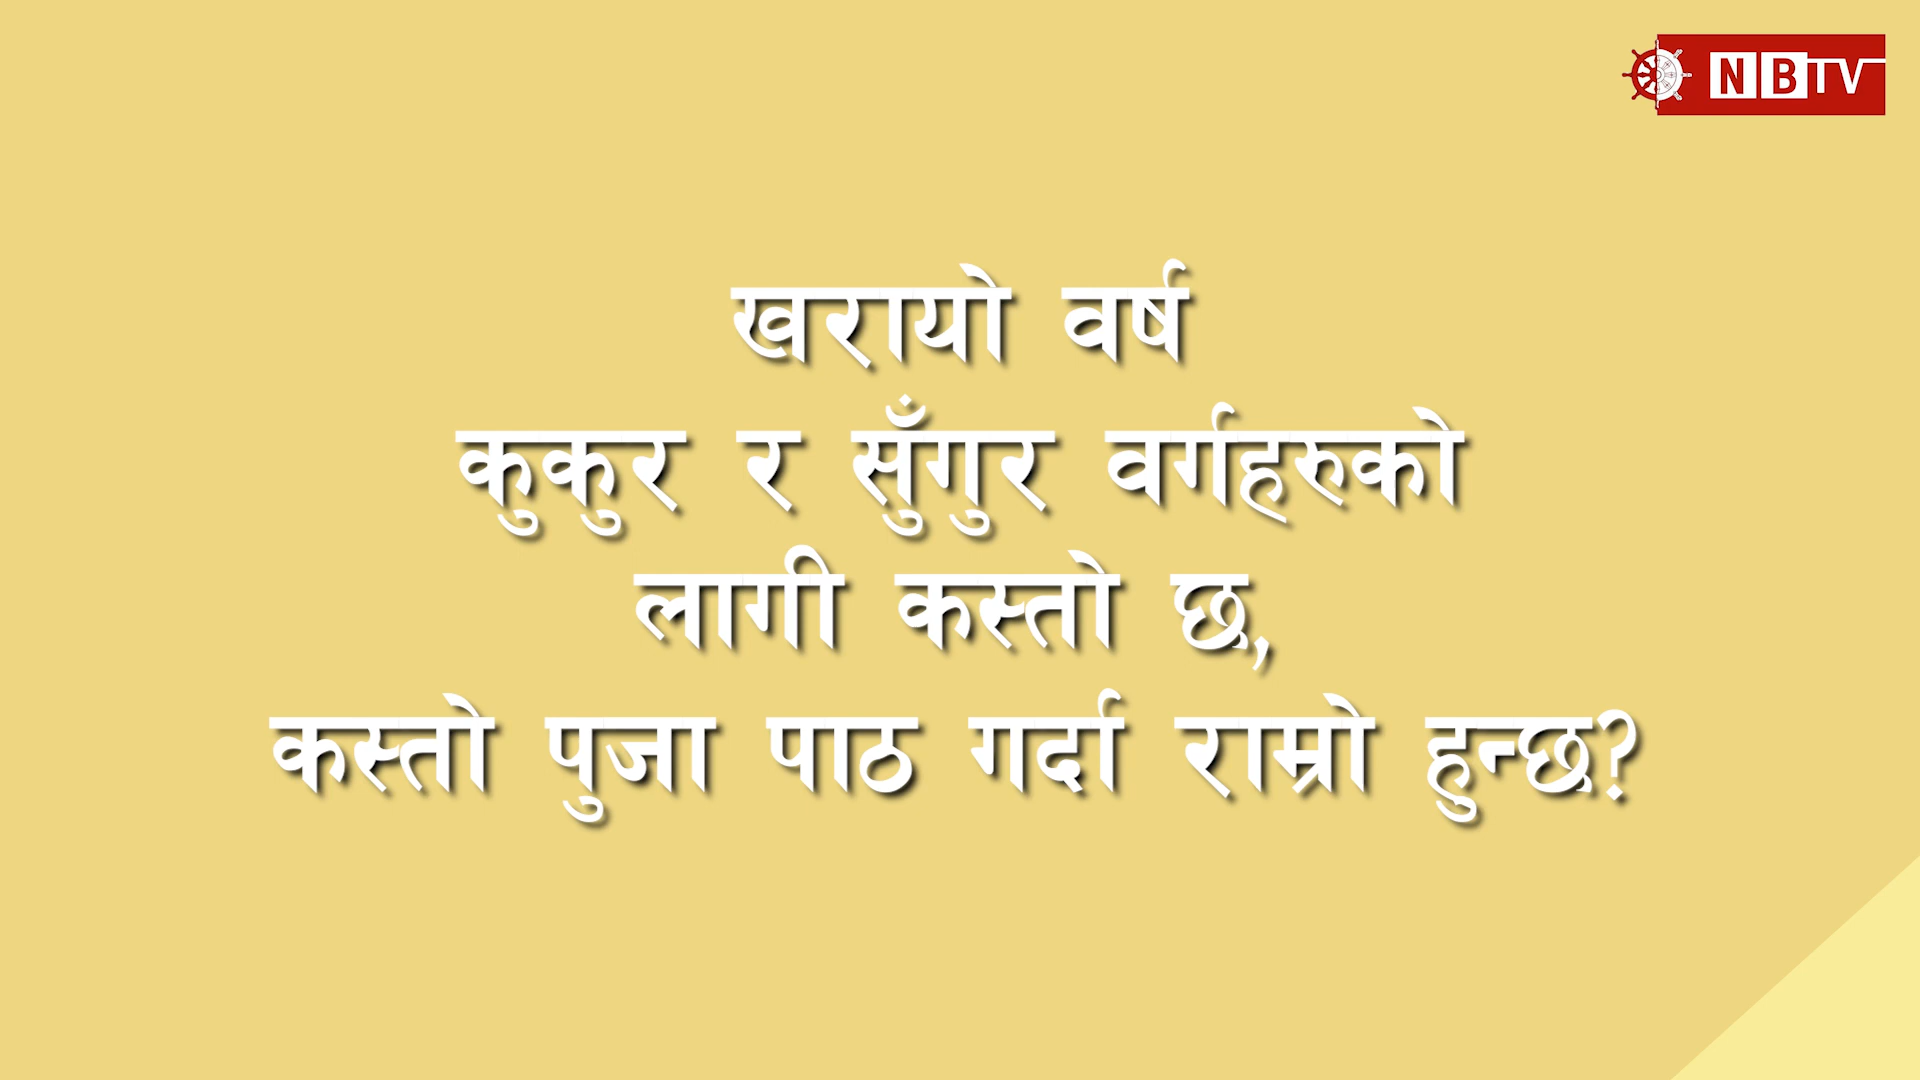 NBTV
खरायो वर्ष
कुकुर र सुँगुर वर्गहरुको
लागी कस्तो छ,
कस्तो पुजा पाठ गर्दा राम्रो हुन्छ?